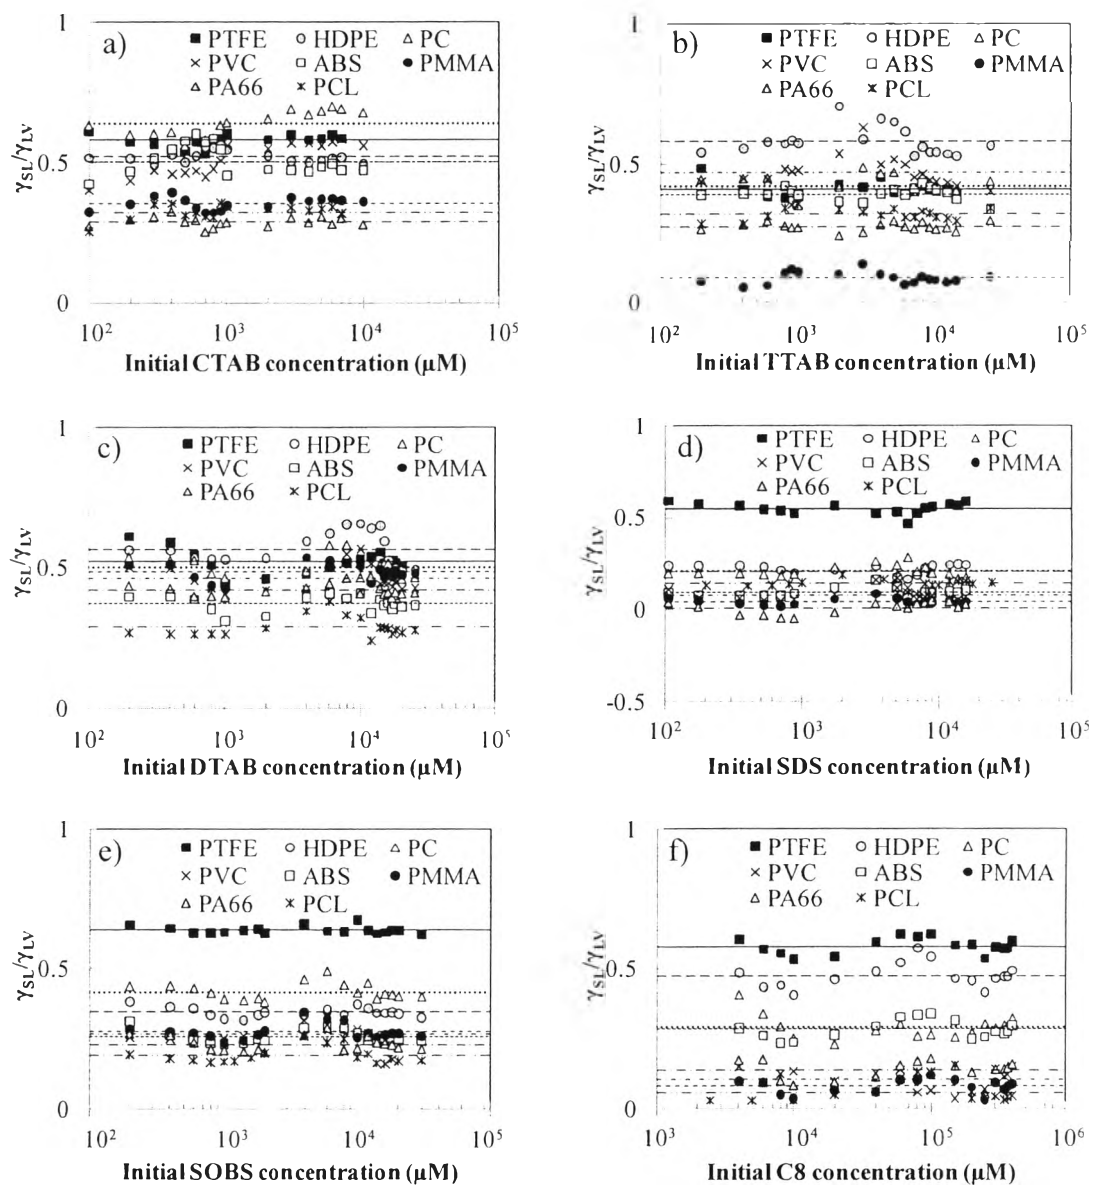 1
a)
PTFE HDPE PC
PVC ABS PMMA
PA66 PCL
0.5
γSL/γLV
0
10² 10³ 10⁴ 10⁵
Initial CTAB concentration (μM)
1
b)
PTFE HDPE PC
PVC ABS PMMA
PA66 PCL
0.5
γSL/γLV
0
10² 10³ 10⁴ 10⁵
Initial TTAB concentration (μM)
1
c)
PTFE HDPE PC
PVC ABS PMMA
PA66 PCL
0.5
γSL/γLV
0
10² 10³ 10⁴ 10⁵
Initial DTAB concentration (μM)
1
d)
PTFE HDPE PC
PVC ABS PMMA
PA66 PCL
0.5
γSL/γLV
0
-0.5
10² 10³ 10⁴ 10⁵
Initial SDS concentration (μM)
1
e)
PTFE HDPE PC
PVC ABS PMMA
PA66 PCL
0.5
γSL/γLV
0
10² 10³ 10⁴ 10⁵
Initial SOBS concentration (μM)
1
f)
PTFE HDPE PC
PVC ABS PMMA
PA66 PCL
0.5
γSL/γLV
0
10³ 10⁴ 10⁵ 10⁶
Initial C8 concentration (μM)